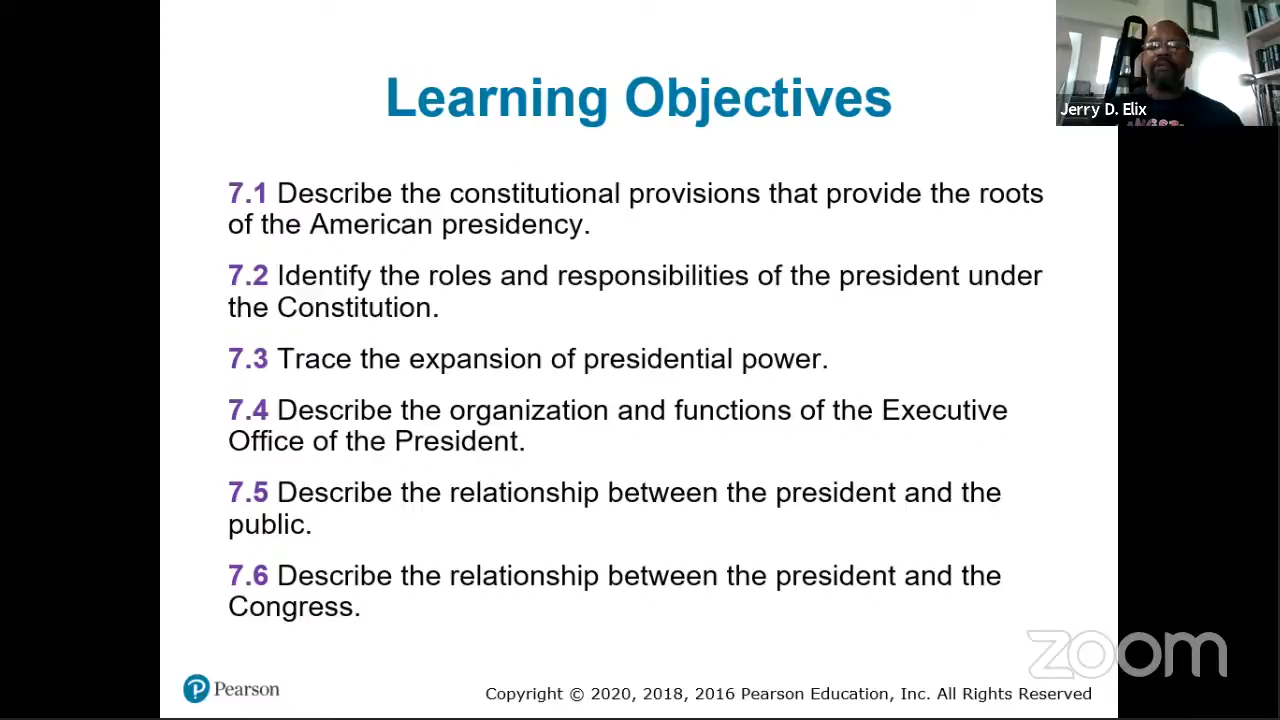 Learning Objectives
Jerry D. Elix
7.1 Describe the constitutional provisions that provide the roots
of the American presidency.
7.2 Identify the roles and responsibilities of the president under
the Constitution.
7.3 Trace the expansion of presidential power.
7.4 Describe the organization and functions of the Executive
Office of the President.
7.5 Describe the relationship between the president and the
public.
7.6 Describe the relationship between the president and the
Congress.
zoom
Pearson
Copyright © 2020, 2018, 2016 Pearson Education, Inc. All Rights Reserved